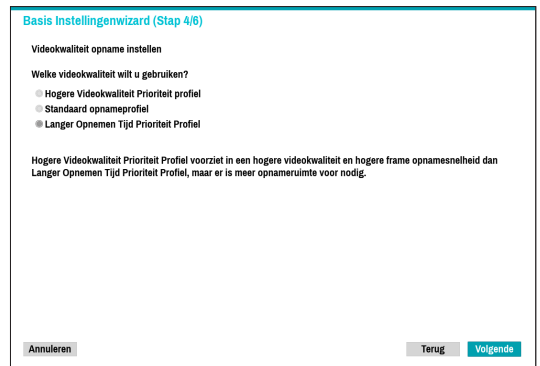 Basis Instellingenwizard (Stap 4/6)
Videokwaliteit opname instellen
Welke videokwaliteit wilt u gebruiken?
Hogere Videokwaliteit Prioriteit profiel
Standaard opnameprofiel
Langer Opnemen Tijd Prioriteit Profiel
Hogere Videokwaliteit Prioriteit Profiel voorziet in een hogere videokwaliteit en hogere frame opnamesnelheid dan
Langer Opnemen Tijd Prioriteit Profiel, maar er is meer opnameruimte voor nodig.
Annuleren
Terug
Volgende